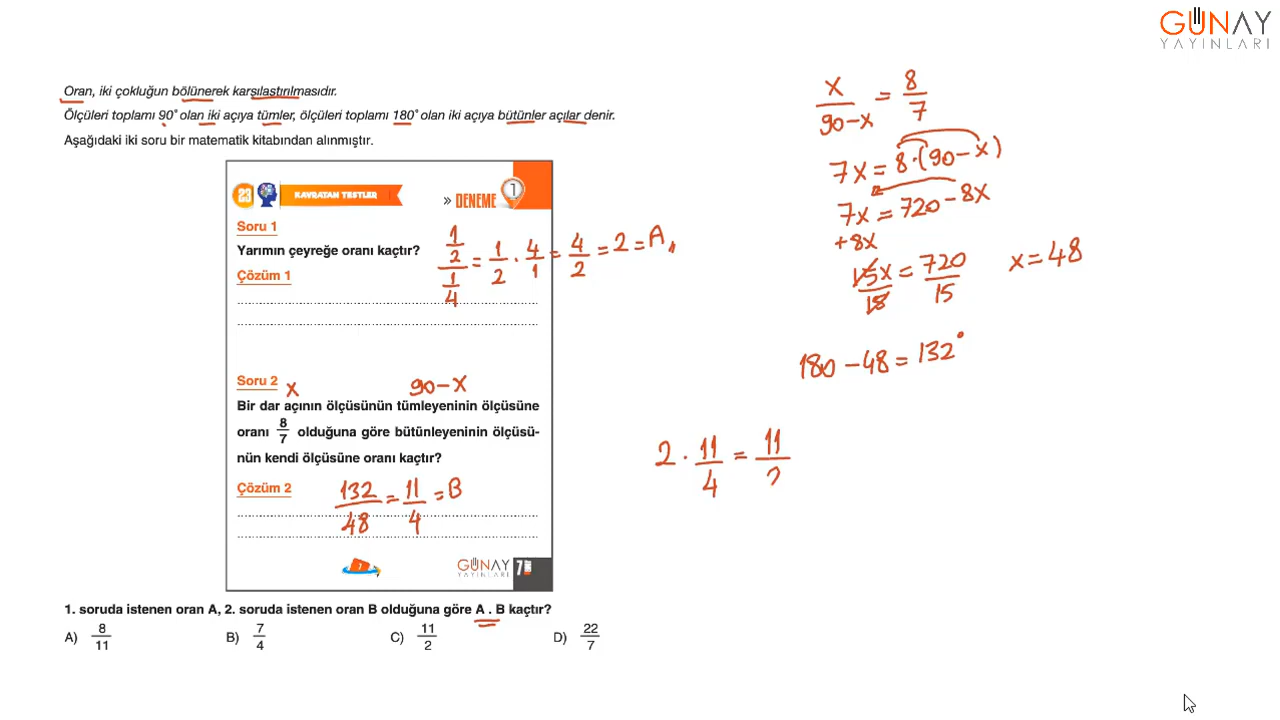 GÜNAY
YAYINLARI
Oran, iki çokluğun bölünerek karşılaştırılmasıdır.
Ölçüleri toplamı 90° olan iki açıya tümler, ölçüleri toplamı 180° olan iki açıya bütünler açılar denir.
Aşağıdaki iki soru bir matematik kitabından alınmıştır.
23 KAVRATAN TESTLER » DENEME 1
Soru 1
Yarımın çeyreğe oranı kaçtır?
Çözüm 1
(1/2)/(1/4) = 1/2 . 4/1 = 4/2 = 2 = A
Soru 2
x 90-x
Bir dar açının ölçüsünün tümleyeninin ölçüsüne
oranı 8/7 olduğuna göre bütünleyeninin ölçüsü-
nün kendi ölçüsüne oranı kaçtır?
Çözüm 2
132/48 = 11/4 = B
7
GÜNAY
YAYINLARI
7
x/(90-x) = 8/7
7x = 8.(90-x)
7x = 720-8x
+8x
15x/15 = 720/15 x=48
180-48=132°
2 . 11/4 = 11/2
1. soruda istenen oran A, 2. soruda istenen oran B olduğuna göre A . B kaçtır?
A) 8/11 B) 7/4 C) 11/2 D) 22/7